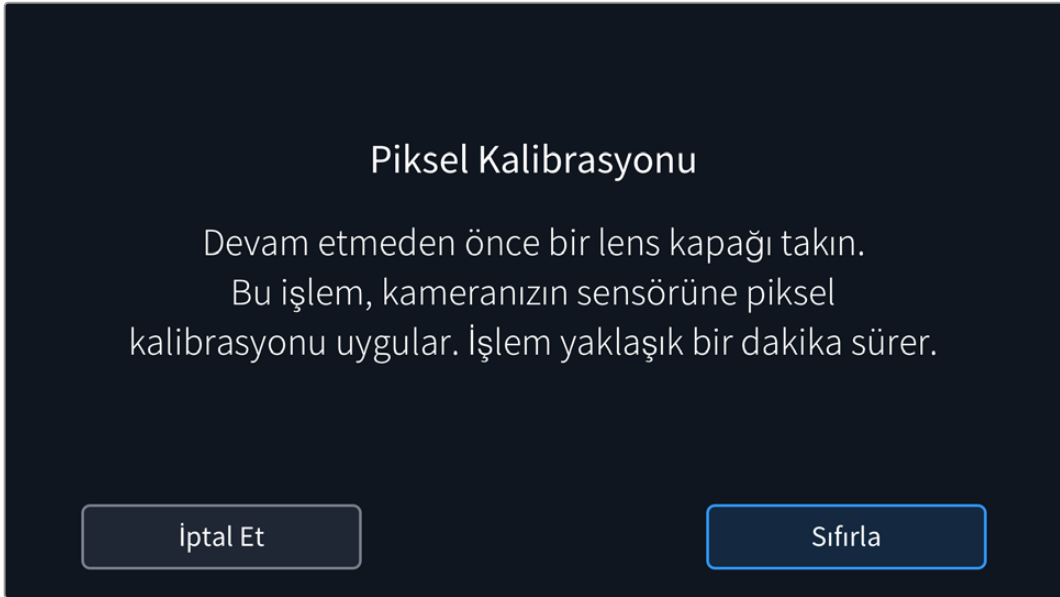 Piksel Kalibrasyonu
Devam etmeden önce bir lens kapağı takın.
Bu işlem, kameranızın sensörüne piksel
kalibrasyonu uygular. İşlem yaklaşık bir dakika sürer.
İptal Et
Sıfırla